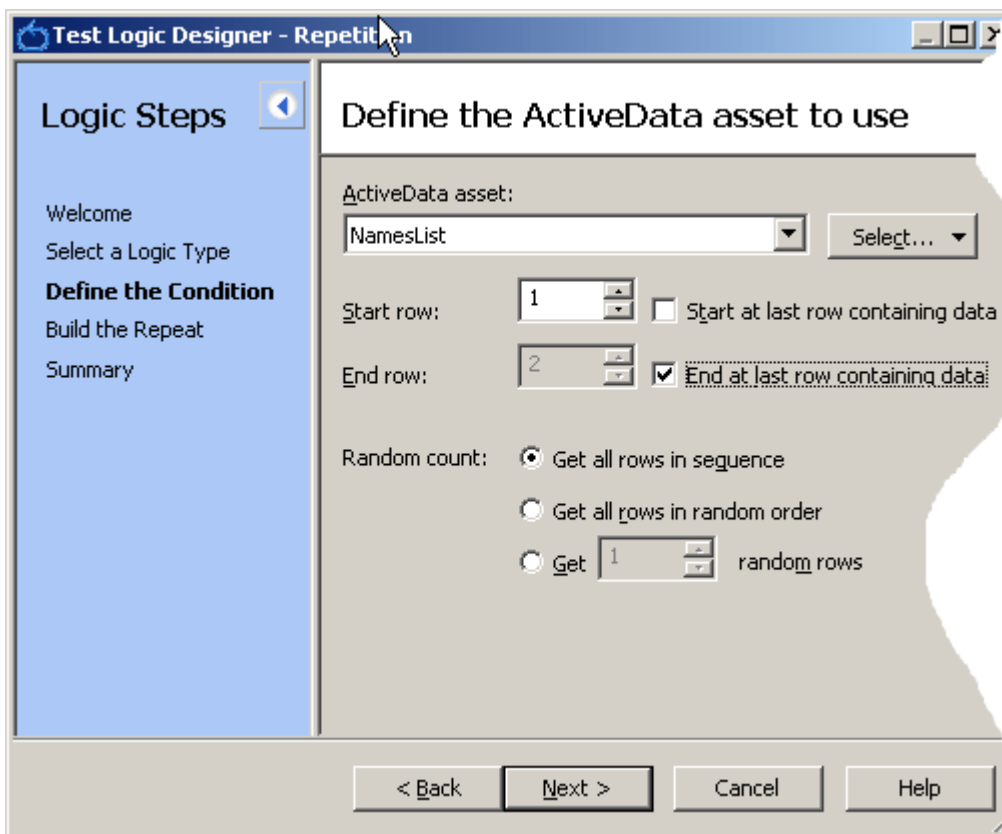 Test Logic Designer - Repetition
Logic Steps
Welcome
Select a Logic Type
Define the Condition
Build the Repeat
Summary
Define the ActiveData asset to use
ActiveData asset:
NamesList Select...
Start row: 1 Start at last row containing data
End row: 2 End at last row containing data
Random count: Get all rows in sequence
Get all rows in random order
Get 1 random rows
< Back Next > Cancel Help